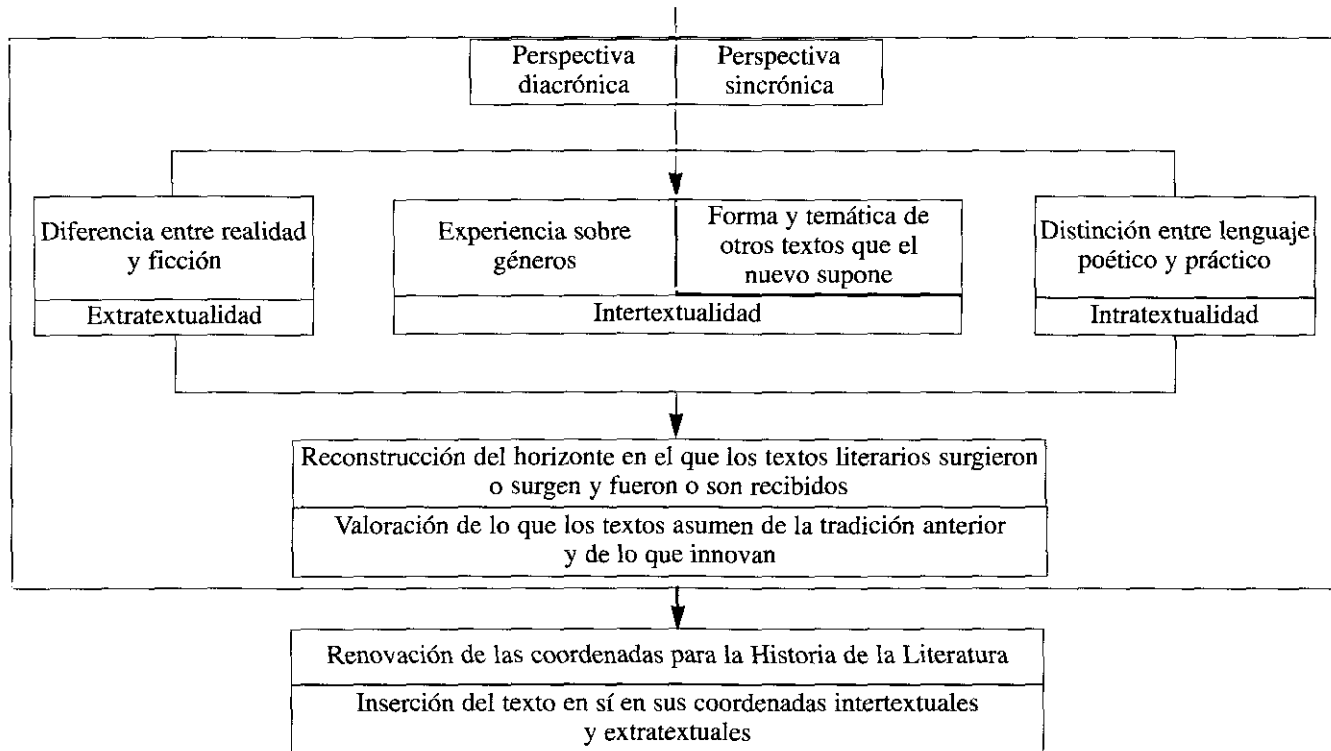 Perspectiva
diacrónica
Perspectiva
sincrónica
Diferencia entre realidad
y ficción
Extratextualidad
Experiencia sobre
géneros
Forma y temática de
otros textos que el
nuevo supone
Intertextualidad
Distinción entre lenguaje
poético y práctico
Intratextualidad
Reconstrucción del horizonte en el que los textos literarios surgieron
o surgen y fueron o son recibidos
Valoración de lo que los textos asumen de la tradición anterior
y de lo que innovan
Renovación de las coordenadas para la Historia de la Literatura
Inserción del texto en sí en sus coordenadas intertextuales
y extratextuales